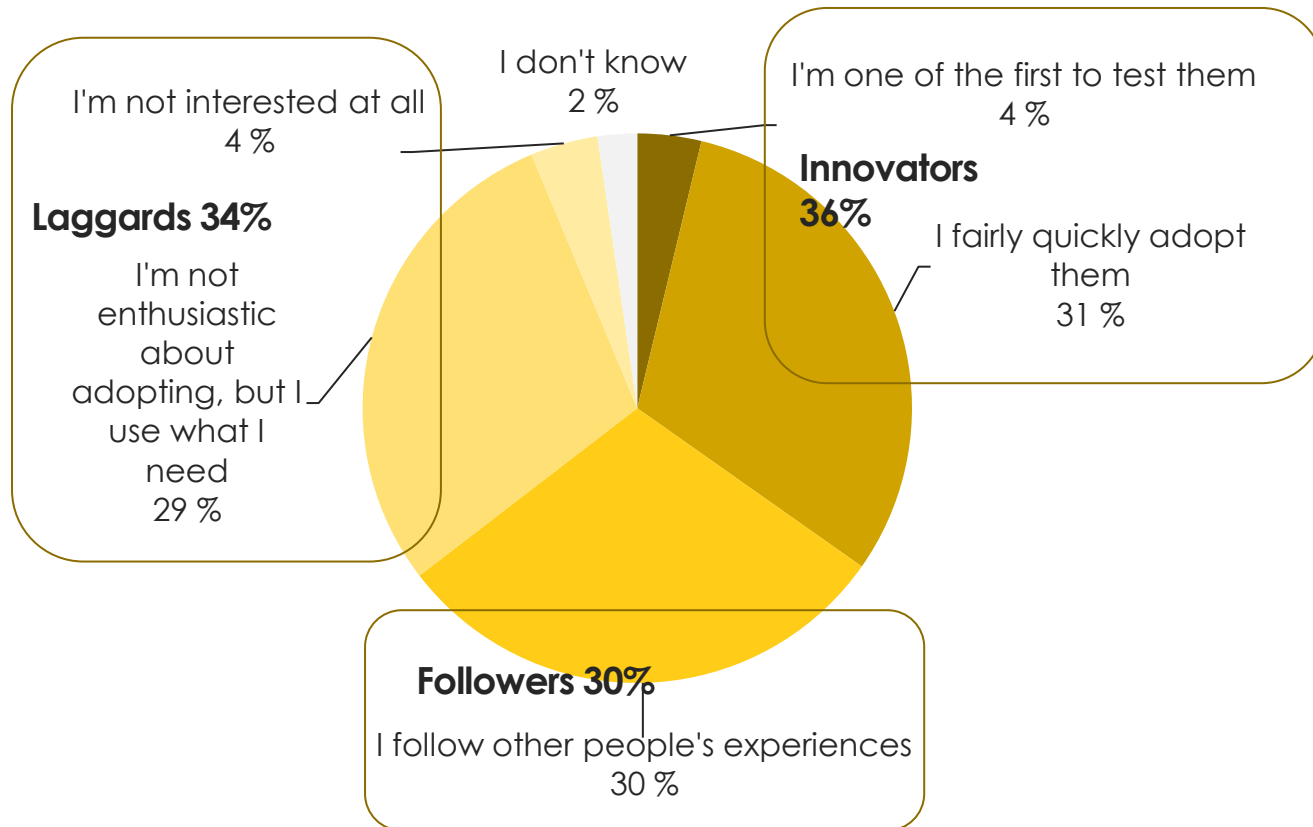 I don't know
2 %
I'm one of the first to test them
4 %
Innovators
36%
I fairly quickly adopt
them
31 %
I'm not interested at all
4 %
Laggards 34%
I'm not
enthusiastic
about
adopting, but I
use what I
need
29 %
Followers 30%
I follow other people's experiences
30 %